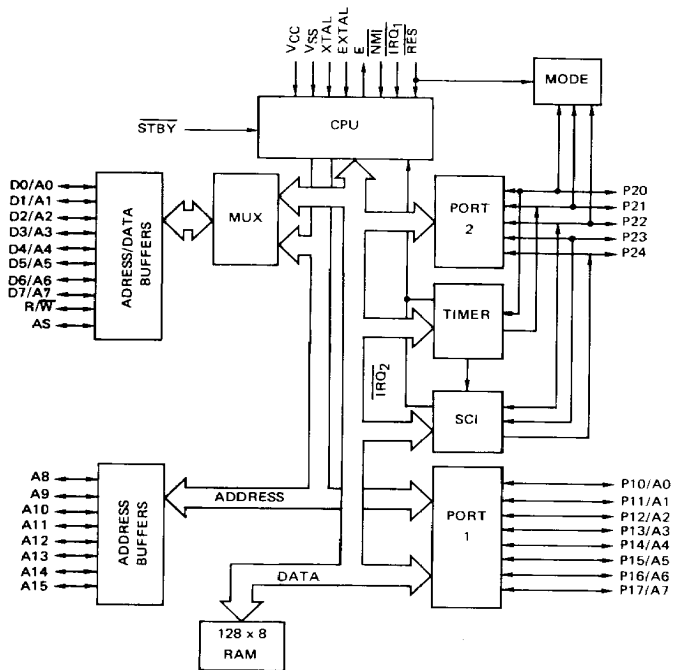 VCC
VSS
XTAL
EXTAL
E
NMI
IRQ1
RES
MODE
STBY
CPU
D0/A0
D1/A1
D2/A2
D3/A3
D4/A4
D5/A5
D6/A6
D7/A7
R/W
AS
ADRESS/DATA
BUFFERS
MUX
PORT
2
P20
P21
P22
P23
P24
TIMER
IRQ2
SCI
A8
A9
A10
A11
A12
A13
A14
A15
ADDRESS
BUFFERS
ADDRESS
PORT
1
P10/A0
P11/A1
P12/A2
P13/A3
P14/A4
P15/A5
P16/A6
P17/A7
DATA
128 x 8
RAM